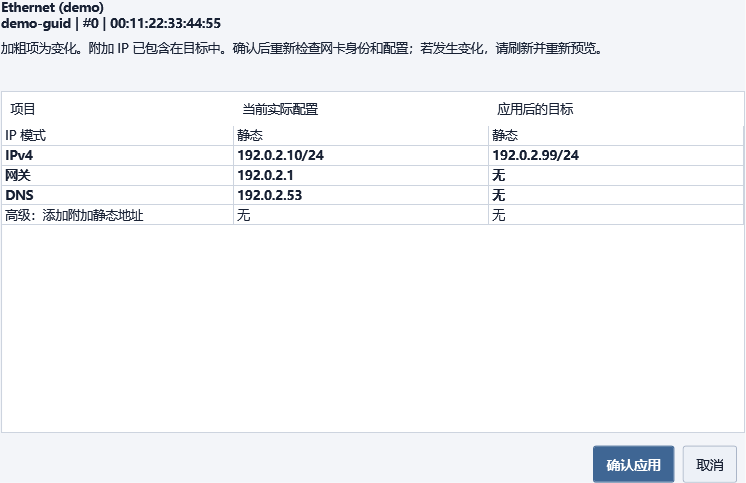 Ethernet (demo)
demo-guid | #0 | 00:11:22:33:44:55
加粗项为变化。附加 IP 已包含在目标中。确认后重新检查网卡身份和配置；若发生变化，请刷新并重新预览。
项目 当前实际配置 应用后的目标
IP 模式 静态 静态
IPv4 192.0.2.10/24 192.0.2.99/24
网关 192.0.2.1 无
DNS 192.0.2.53 无
高级：添加附加静态地址 无 无
确认应用 取消